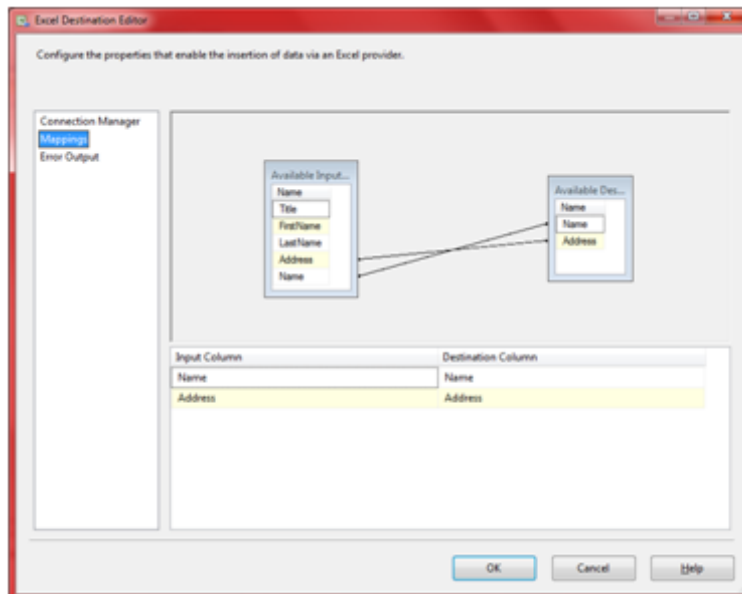 Excel Destination Editor
Configure the properties that enable the insertion of data via an Excel provider.
Connection Manager
Mappings
Error Output
Available Input...
Name
Title
FirstName
LastName
Address
Name
Available Des...
Name
Name
Address
Input Column Destination Column
Name Name
Address Address
OK Cancel Help